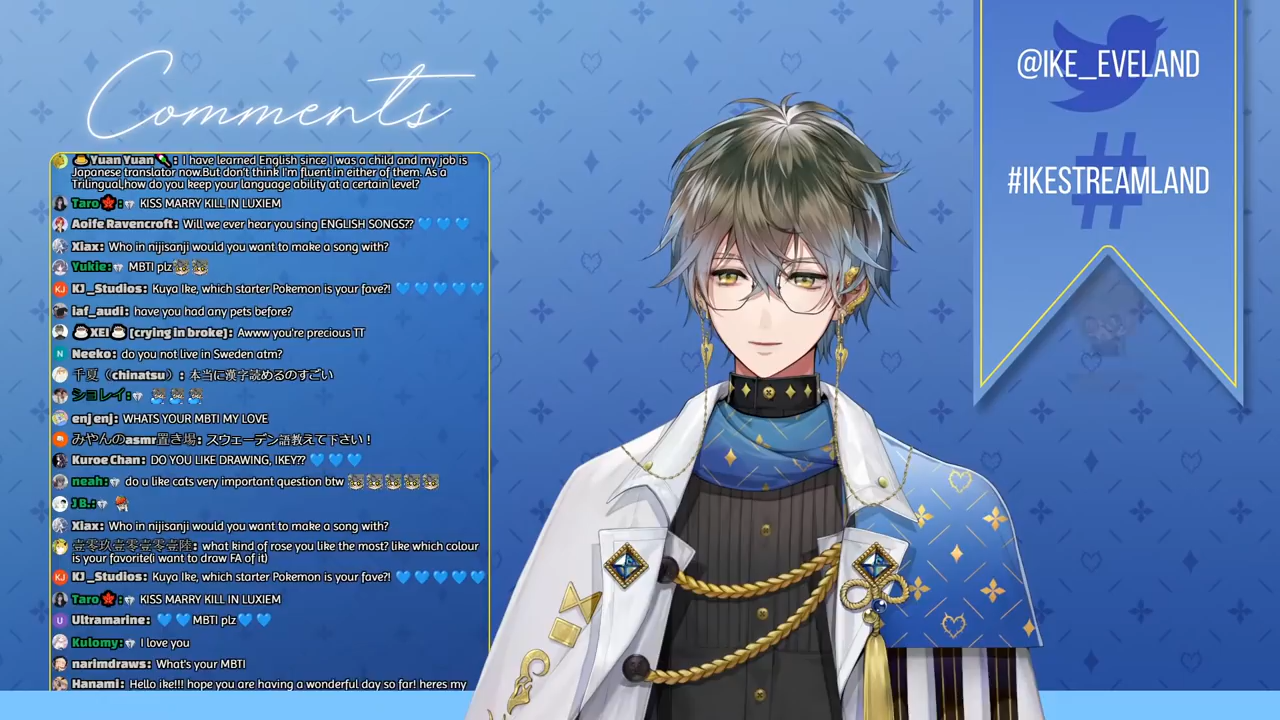 Comments
@IKE_EVELAND
#IKESTREAMLAND
Yuan Yuan: I have learned English since I was a child and my job is
Japanese translator now.But don't think I'm fluent in either of them. As a
Trilingual,how do you keep your language ability at a certain level?
Taro: KISS MARRY KILL IN LUXIEM
Aoife Ravencroft: Will we ever hear you sing ENGLISH SONGS??
Xiax: Who in nijisanji would you want to make a song with?
Yukie: MBTI plz
KJ_Studios: Kuya Ike, which starter Pokemon is your fave?!
iaf_audi: have you had any pets before?
XEI [crying in broke]: Awww you're precious TT
Neeko: do you not live in Sweden atm?
千夏（chinatsu）: 本当に漢字読めるのすごい
ショレイ:
enj enj: WHATS YOUR MBTI MY LOVE
みやんのasmr置き場: スウェーデン語教えて下さい！
Kuroe Chan: DO YOU LIKE DRAWING, IKEY??
neah: do u like cats very important question btw
JB.:
Xiax: Who in nijisanji would you want to make a song with?
壹零玖壹零壹零壹陸: what kind of rose you like the most? like which colour
is your favorite(i want to draw FA of it)
KJ_Studios: Kuya Ike, which starter Pokemon is your fave?!
Taro: KISS MARRY KILL IN LUXIEM
Ultramarine: MBTI plz
Kulomy: I love you
narimdraws: What's your MBTI
Hanami: Hello ike!!! hope you are having a wonderful day so far! heres my